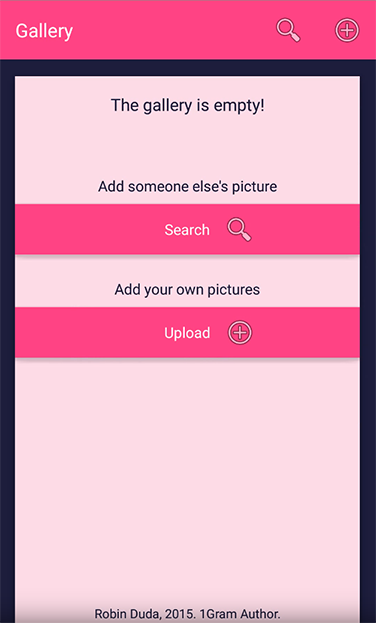 Gallery
The gallery is empty!
Add someone else's picture
Search
Add your own pictures
Upload
Robin Duda, 2015. 1Gram Author.